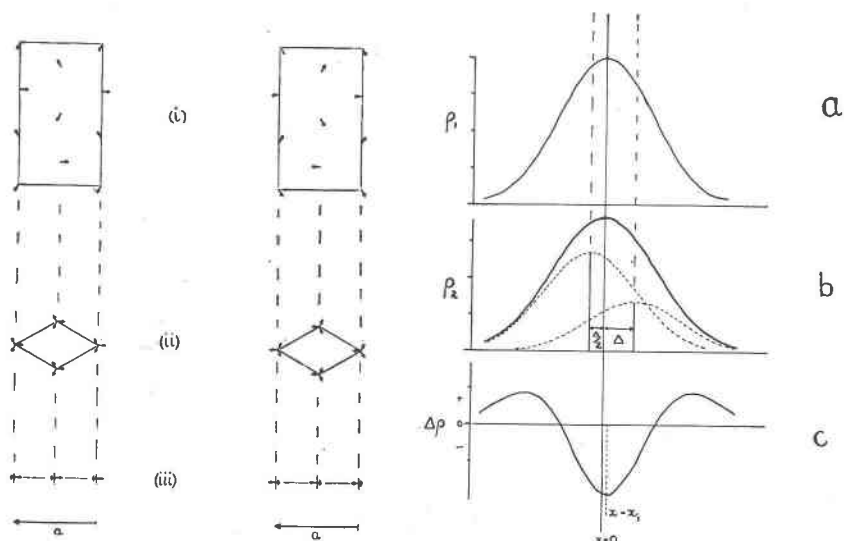 (i)
(ii)
(iii)
a
a
ρ₁
a
ρ₂
Δ/2
Δ
b
Δρ
+
0
−
c
x=x₁
x=0